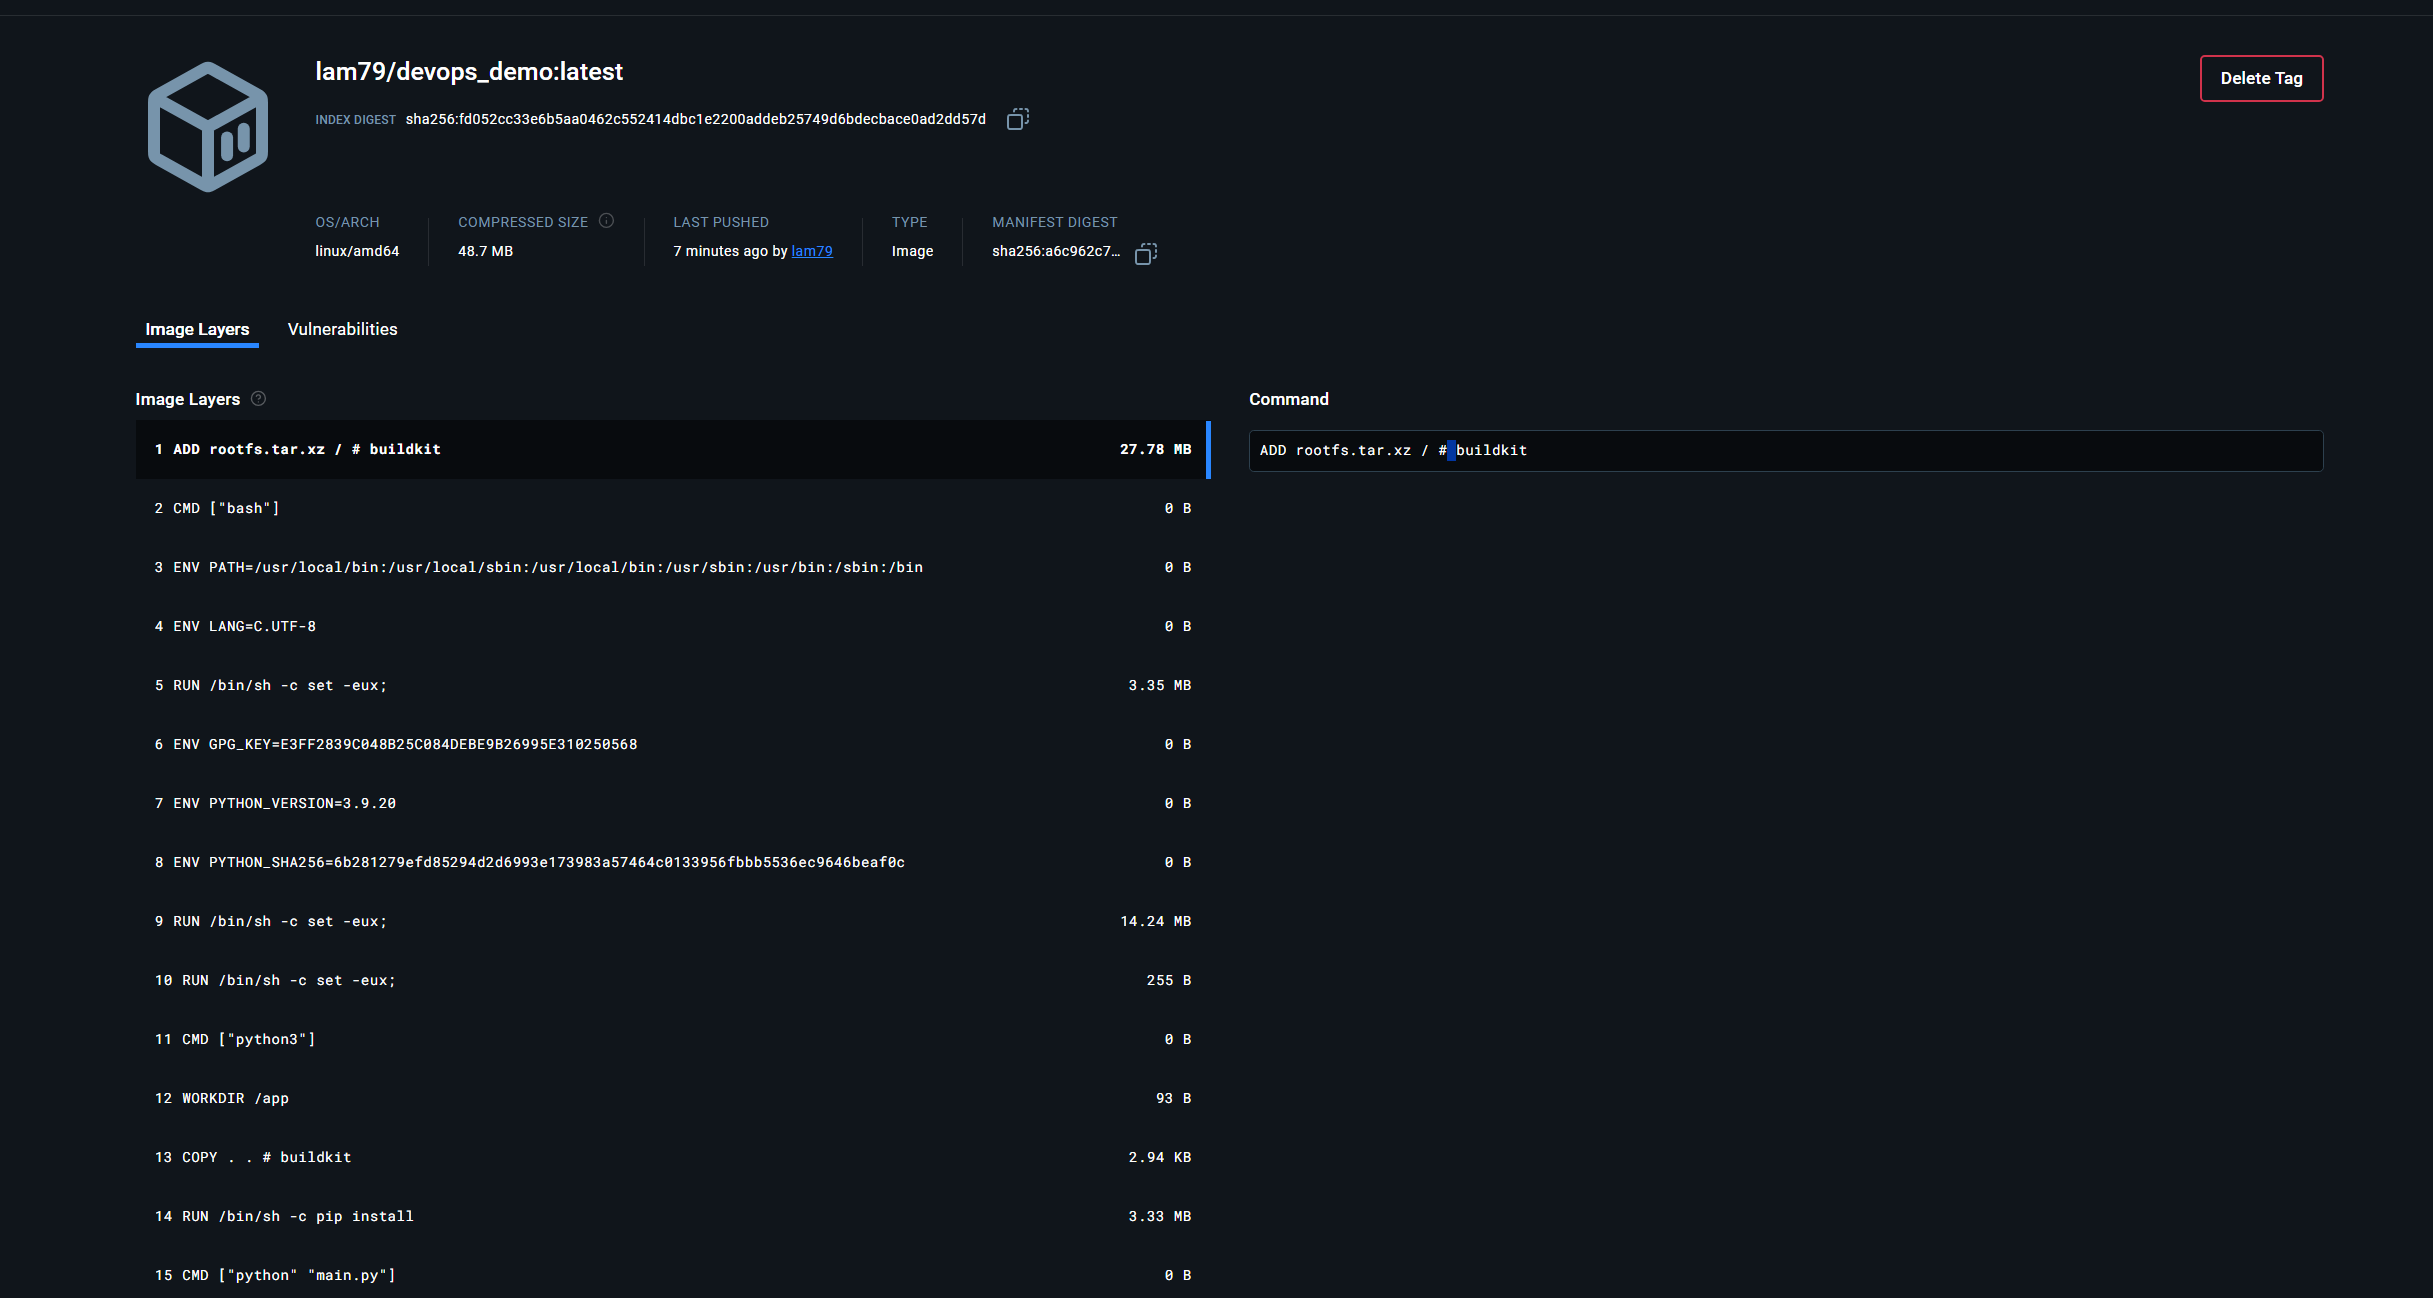 lam79/devops_demo:latest
Delete Tag
INDEX DIGEST sha256:fd052cc33e6b5aa0462c552414dbc1e2200addeb25749d6bdecbace0ad2dd57d
OS/ARCH
linux/amd64
COMPRESSED SIZE
48.7 MB
LAST PUSHED
7 minutes ago by lam79
TYPE
Image
MANIFEST DIGEST
sha256:a6c962c7…
Image Layers
Vulnerabilities
Image Layers
1 ADD rootfs.tar.xz / # buildkit 27.78 MB
2 CMD ["bash"] 0 B
3 ENV PATH=/usr/local/bin:/usr/local/sbin:/usr/local/bin:/usr/sbin:/usr/bin:/sbin:/bin 0 B
4 ENV LANG=C.UTF-8 0 B
5 RUN /bin/sh -c set -eux; 3.35 MB
6 ENV GPG_KEY=E3FF2839C048B25C084DEBE9B26995E310250568 0 B
7 ENV PYTHON_VERSION=3.9.20 0 B
8 ENV PYTHON_SHA256=6b281279efd85294d2d6993e173983a57464c0133956fbbb5536ec9646beaf0c 0 B
9 RUN /bin/sh -c set -eux; 14.24 MB
10 RUN /bin/sh -c set -eux; 255 B
11 CMD ["python3"] 0 B
12 WORKDIR /app 93 B
13 COPY . . # buildkit 2.94 KB
14 RUN /bin/sh -c pip install 3.33 MB
15 CMD ["python" "main.py"] 0 B
Command
ADD rootfs.tar.xz / # buildkit